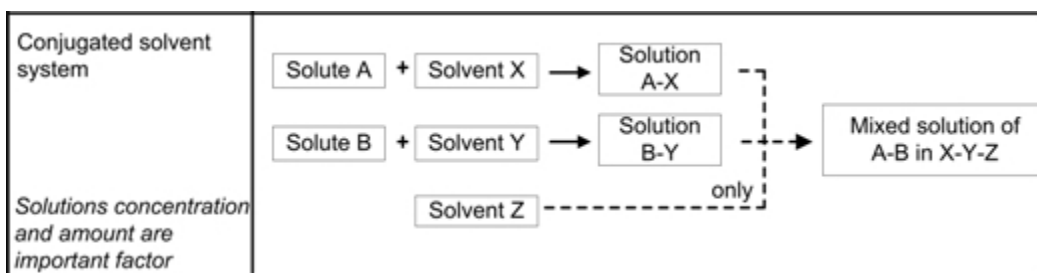 Conjugated solvent
system
Solute A + Solvent X
Solution
A-X
Solute B + Solvent Y
Solution
B-Y
Solvent Z
only
Mixed solution of
A-B in X-Y-Z
Solutions concentration
and amount are
important factor